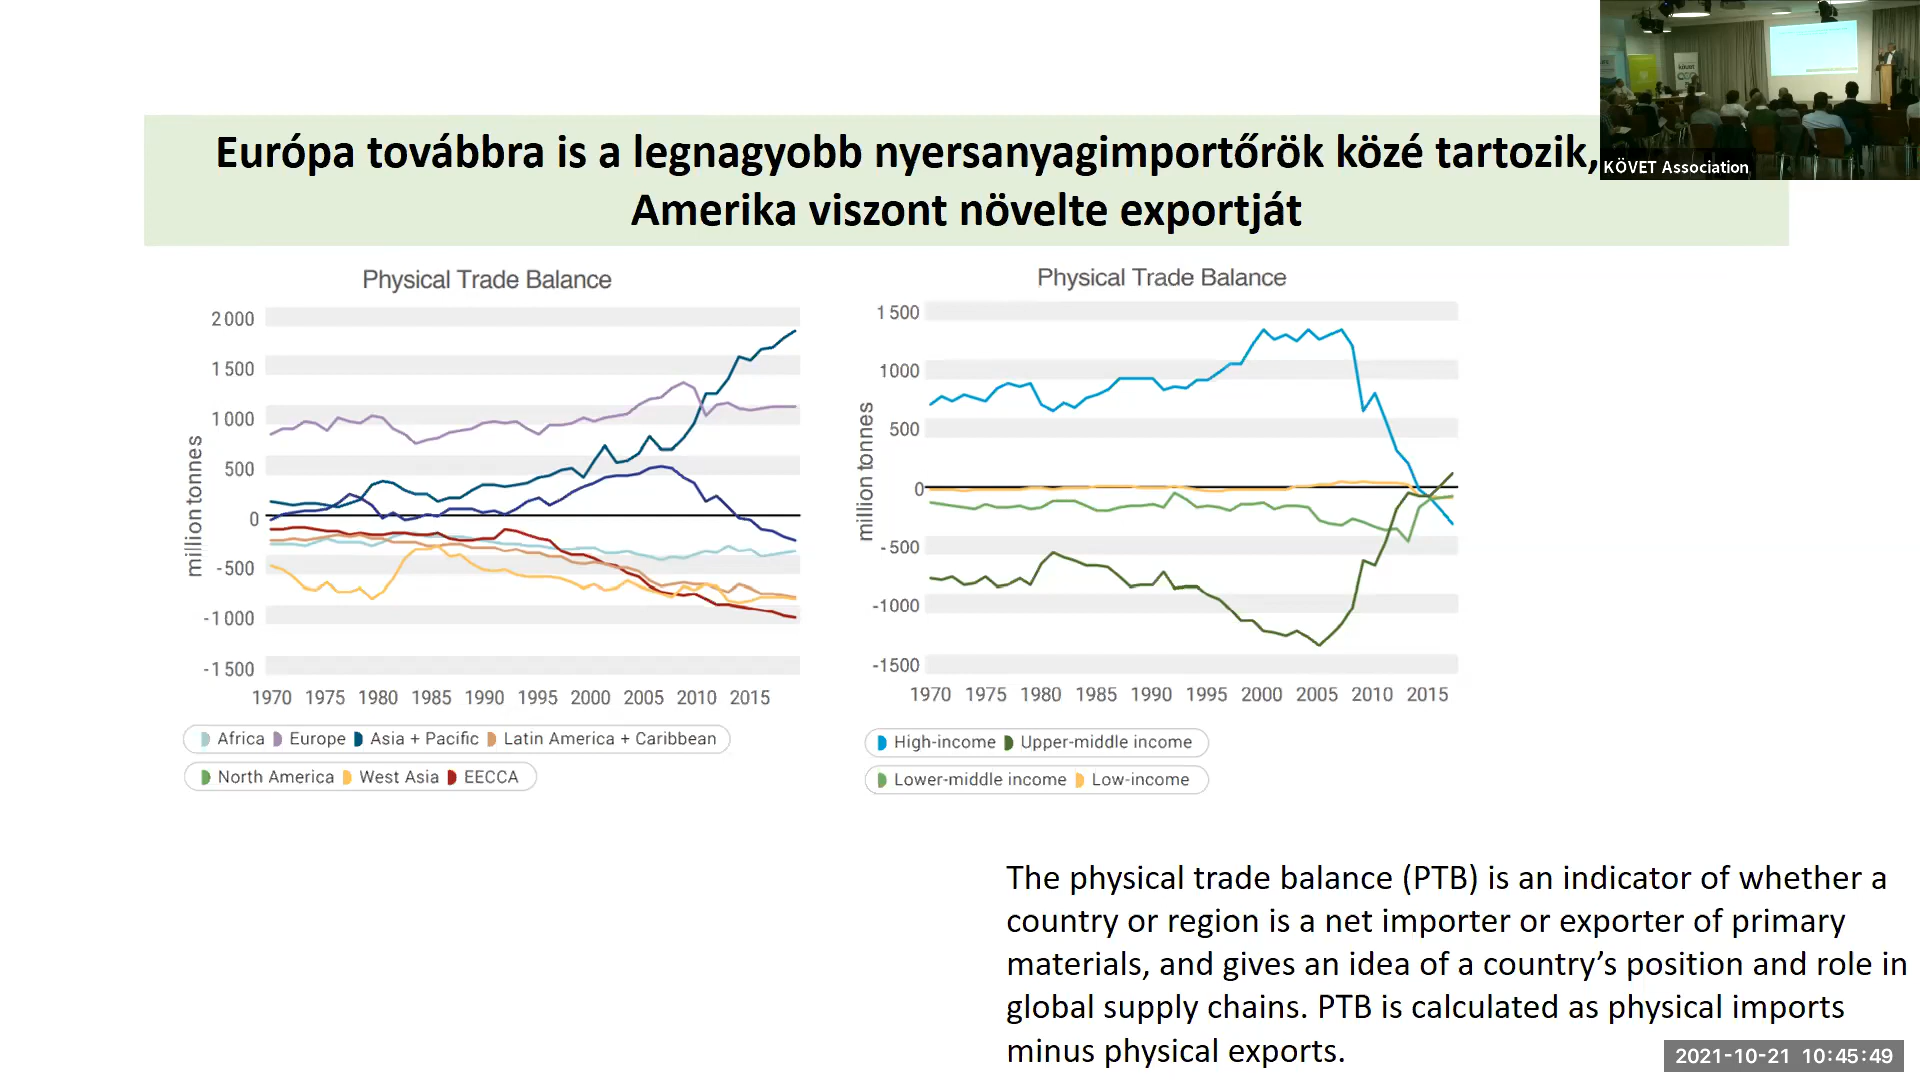 Európa továbbra is a legnagyobb nyersanyagimportőrök közé tartozik,
Amerika viszont növelte exportját
KÖVET
KÖVET Association
Physical Trade Balance
million tonnes
2 000
1 500
1 000
500
0
-500
-1 000
-1 500
1970 1975 1980 1985 1990 1995 2000 2005 2010 2015
Africa Europe Asia + Pacific Latin America + Caribbean
North America West Asia EECCA
Physical Trade Balance
million tonnes
1 500
1000
500
0
-500
-1000
-1500
1970 1975 1980 1985 1990 1995 2000 2005 2010 2015
High-income Upper-middle income
Lower-middle income Low-income
The physical trade balance (PTB) is an indicator of whether a
country or region is a net importer or exporter of primary
materials, and gives an idea of a country’s position and role in
global supply chains. PTB is calculated as physical imports
minus physical exports.
2021-10-21 10:45:49